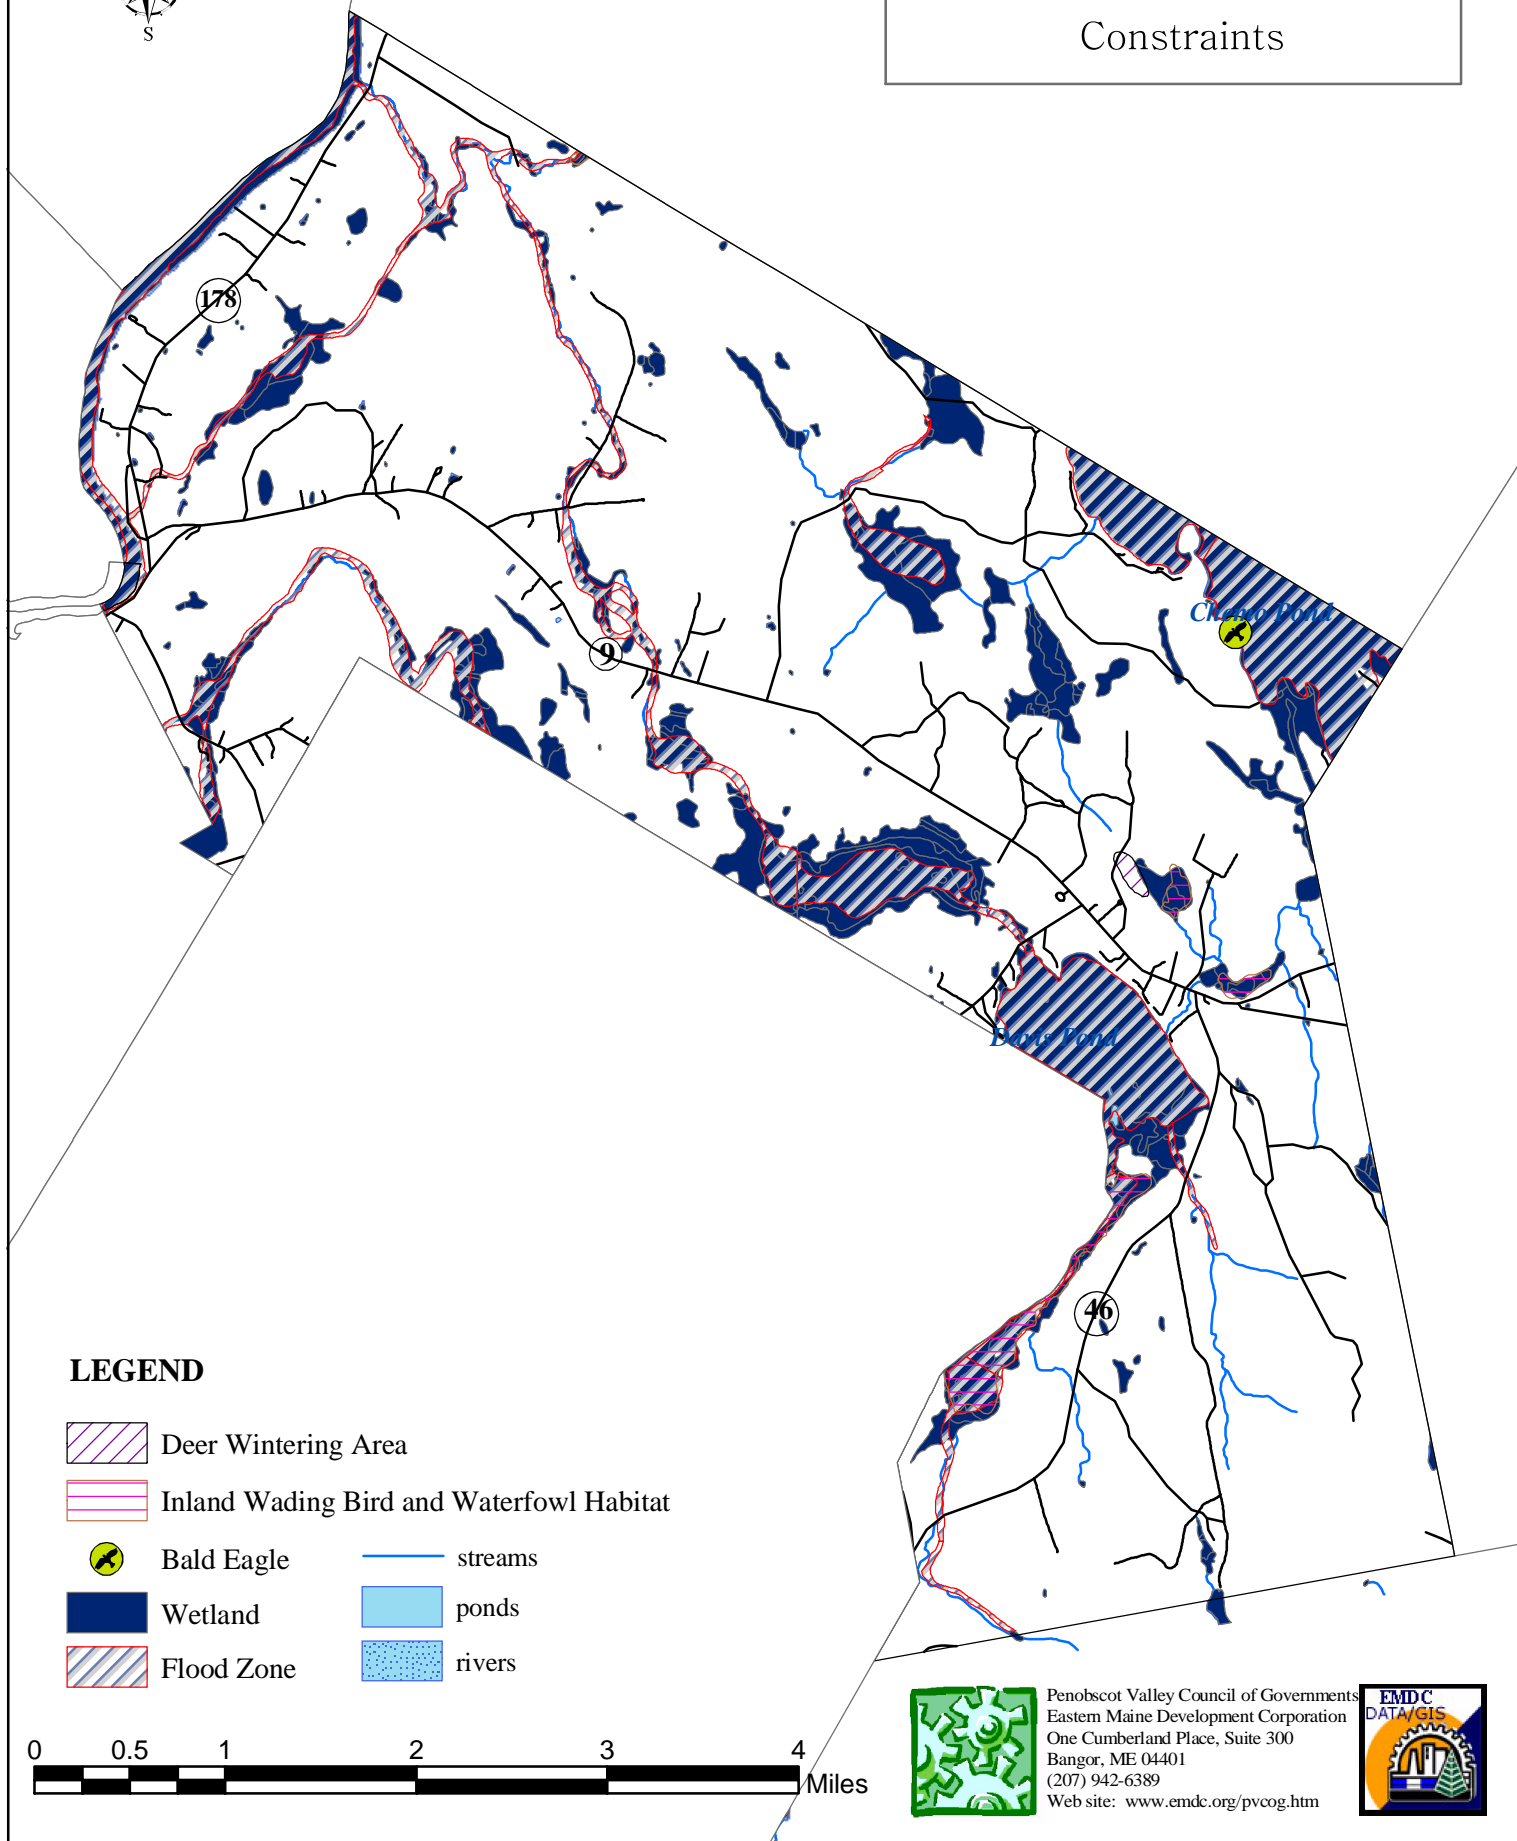 S
Constraints
178
9
Chemo Pond
Davis Pond
46
LEGEND
Deer Wintering Area
Inland Wading Bird and Waterfowl Habitat
Bald Eagle
streams
Wetland
ponds
Flood Zone
rivers
0 0.5 1 2 3 4
Miles
Penobscot Valley Council of Governments
Eastern Maine Development Corporation
One Cumberland Place, Suite 300
Bangor, ME 04401
(207) 942-6389
Web site: www.emdc.org/pvcog.htm
EMDC
DATA/GIS